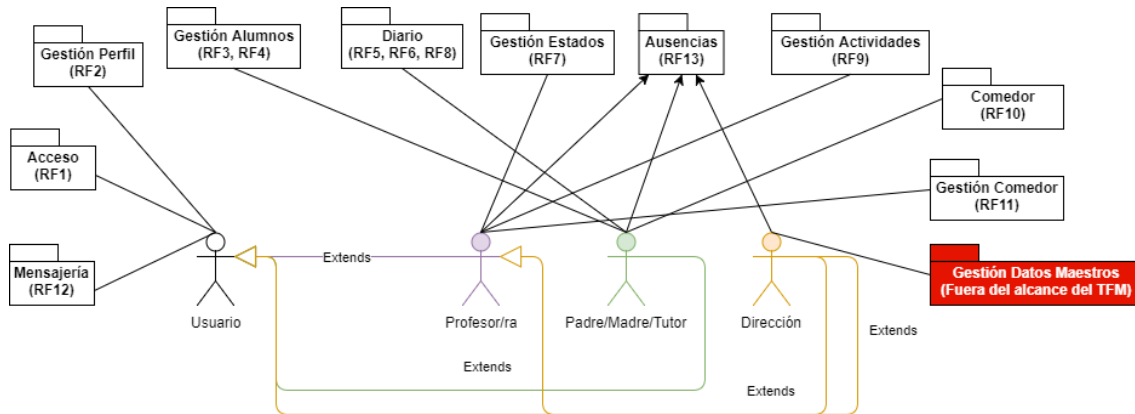 Gestión Perfil
(RF2)
Gestión Alumnos
(RF3, RF4)
Diario
(RF5, RF6, RF8)
Gestión Estados
(RF7)
Ausencias
(RF13)
Gestión Actividades
(RF9)
Comedor
(RF10)
Acceso
(RF1)
Gestión Comedor
(RF11)
Mensajería
(RF12)
Gestión Datos Maestros
(Fuera del alcance del TFM)
Extends
Usuario
Profesor/ra
Padre/Madre/Tutor
Dirección
Extends
Extends
Extends